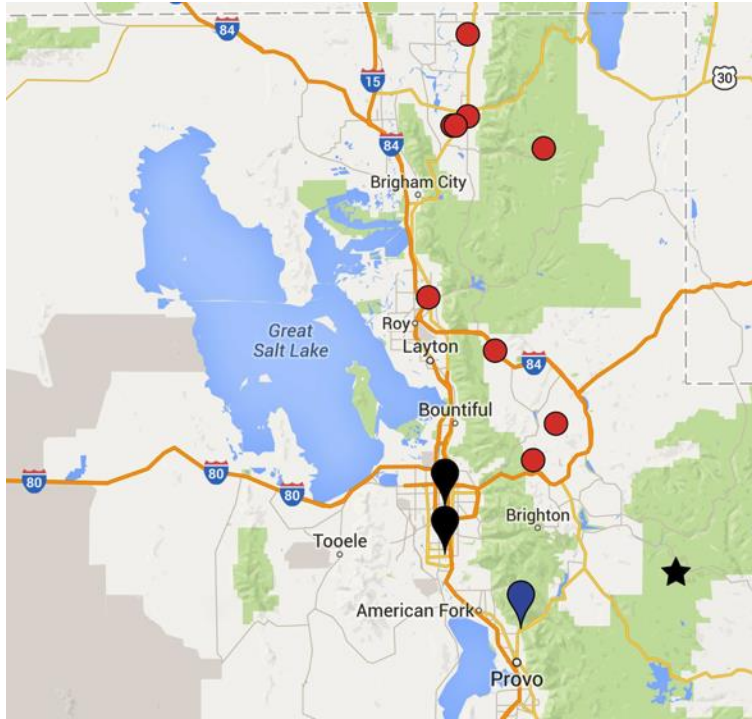 84
15
30
84
Brigham City
Great
Salt Lake
Roy
Layton
84
Bountiful
80
80
80
Brighton
Tooele
American Fork
Provo